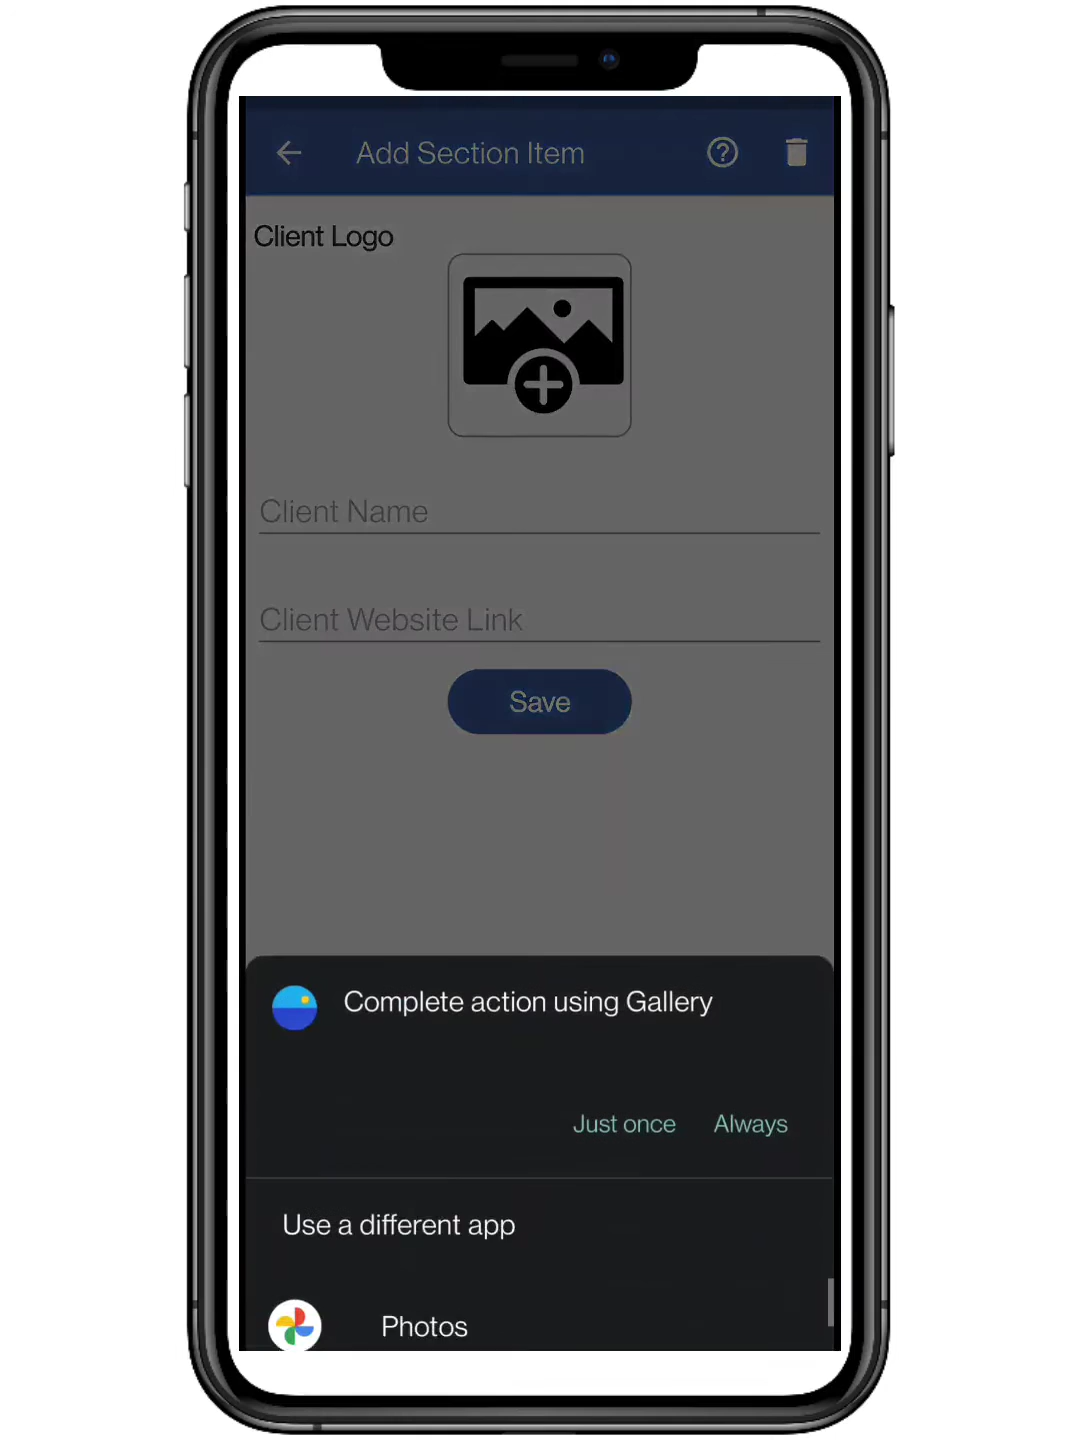 Add Section Item
Client Logo
Client Name
Client Website Link
Save
Complete action using Gallery
Just once Always
Use a different app
Photos